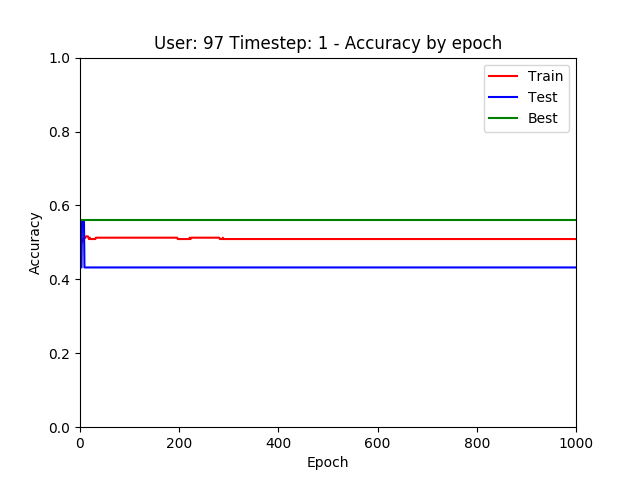 User: 97 Timestep: 1 - Accuracy by epoch
1.0
0.8
0.6
0.4
0.2
0.0
Accuracy
Train
Test
Best
0 200 400 600 800 1000
Epoch